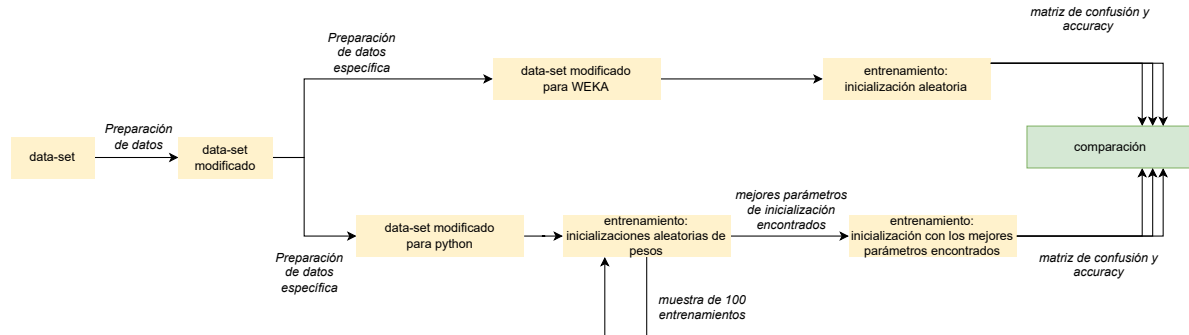 matriz de confusión y
accuracy
Preparación
de datos
específica
data-set modificado
para WEKA
entrenamiento:
inicialización aleatoria
Preparación
de datos
data-set
data-set
modificado
comparación
data-set modificado
para python
entrenamiento:
inicializaciones aleatorias de
pesos
mejores parámetros
de inicialización
encontrados
entrenamiento:
inicialización con los mejores
parámetros encontrados
Preparación
de datos
específica
matriz de confusión y
accuracy
muestra de 100
entrenamientos